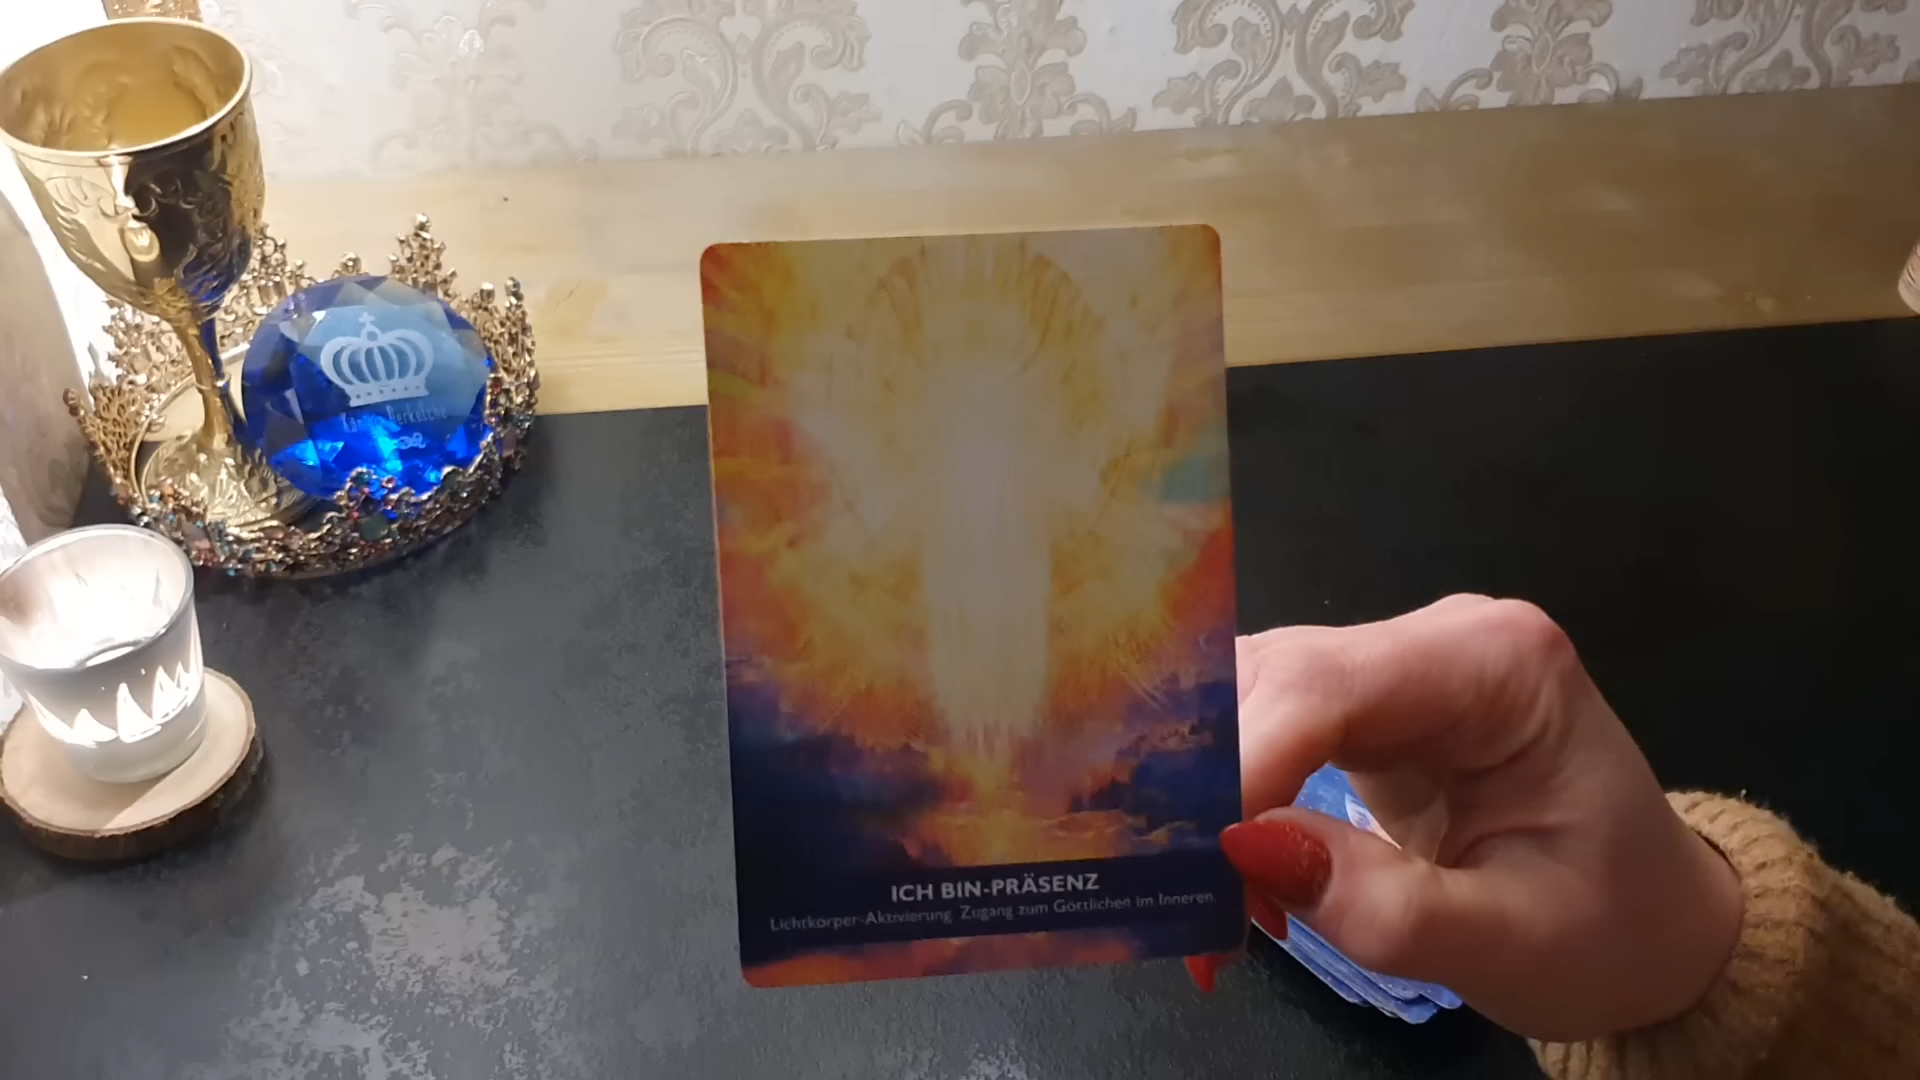 ICH BIN-PRÄSENZ
Lichtkörper-Aktivierung. Zugang zum Göttlichen im Inneren.